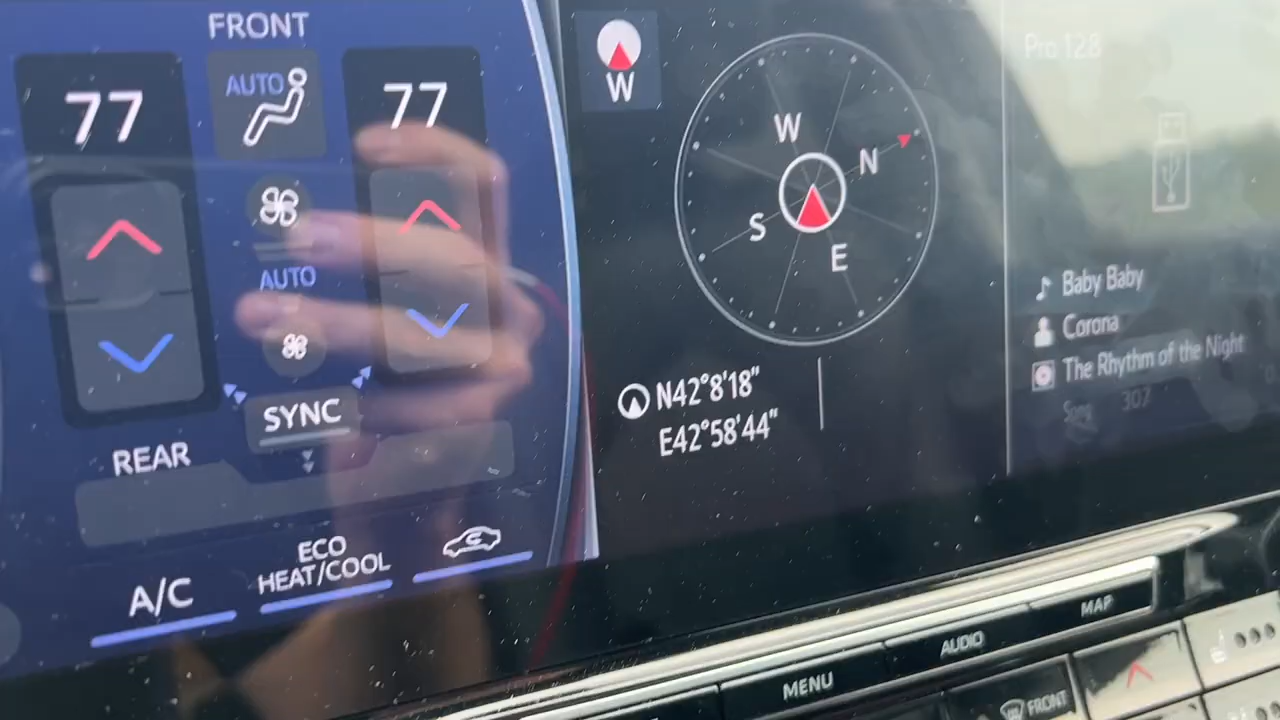 FRONT
77
AUTO
77
AUTO
SYNC
REAR
A/C
ECO
HEAT/COOL
W
W
N
S
E
N42°8'18"
E42°58'44"
Pro 128
Baby Baby
Corona
The Rhythm of the Night
Song 307
MENU
AUDIO
MAP
FRONT